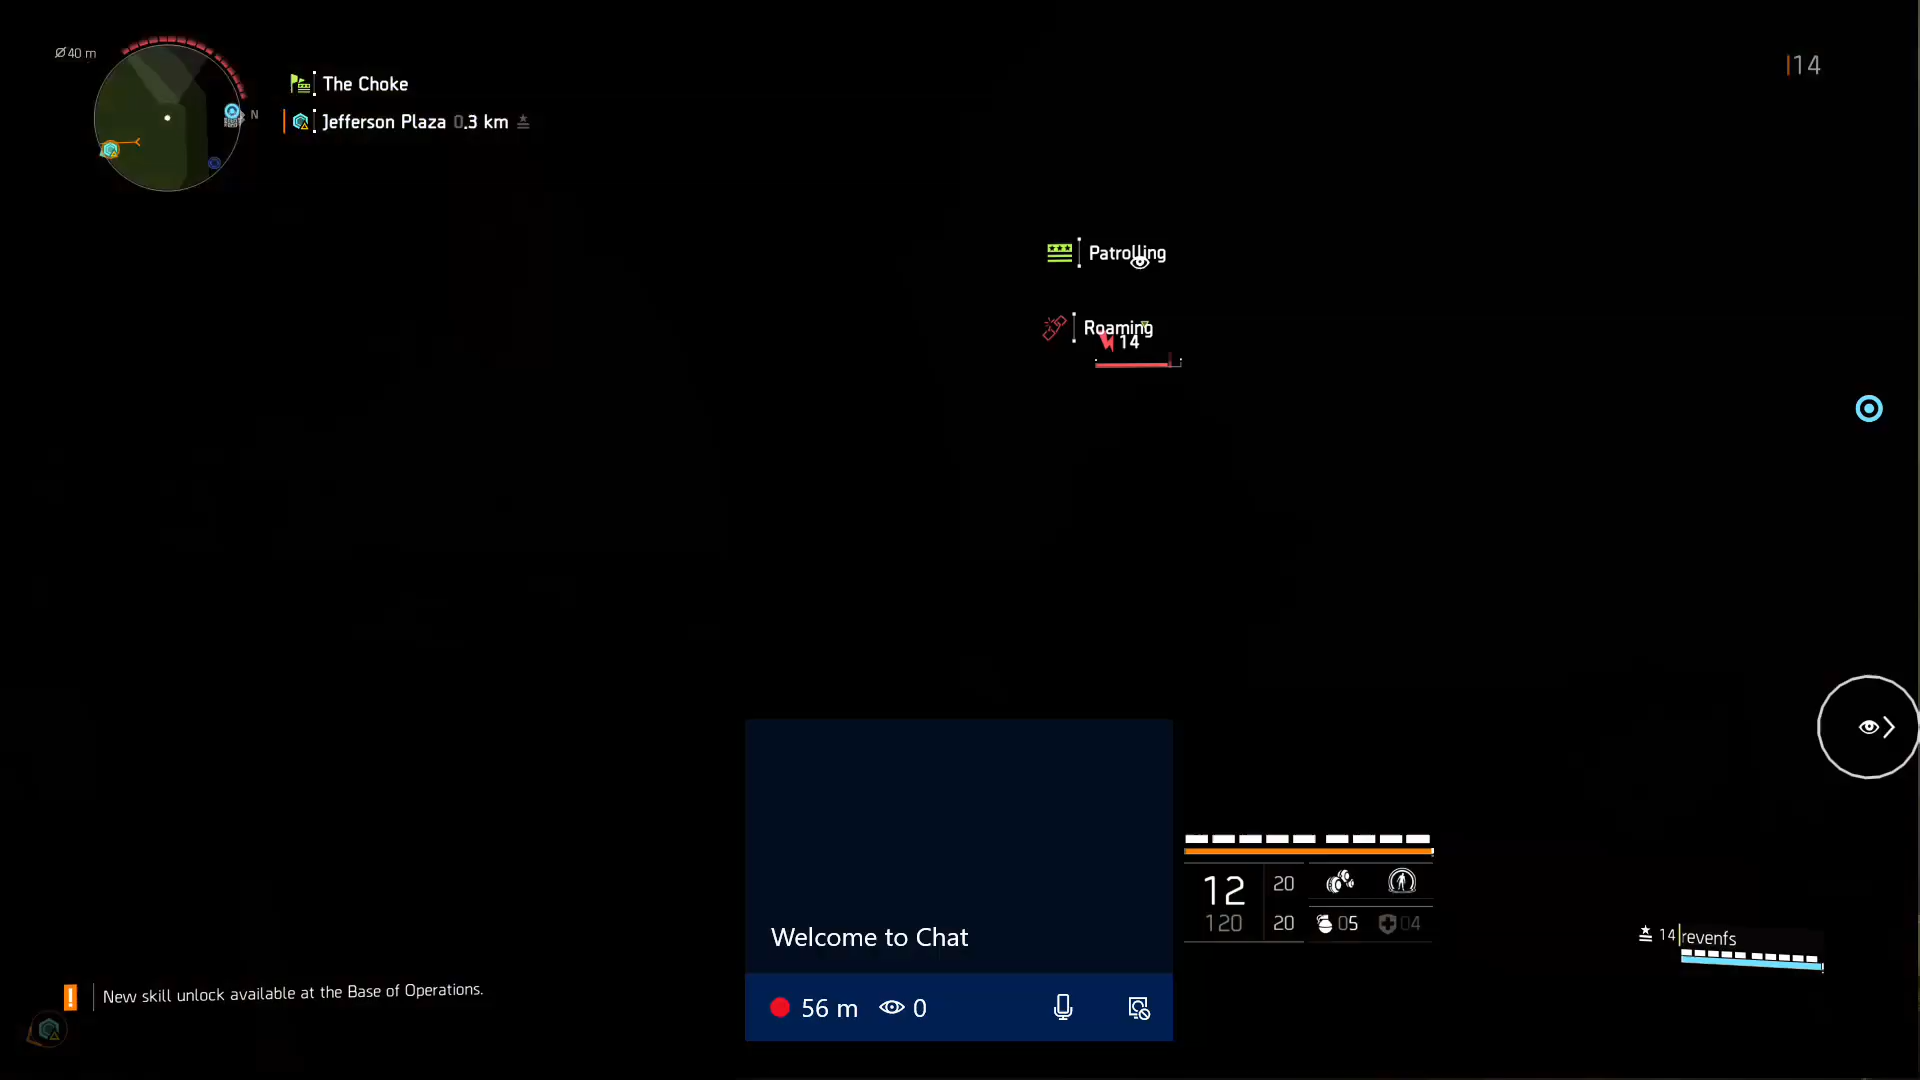 40 m
N
The Choke
Jefferson Plaza 0.3 km
14
Patrolling
Roaming
14
12
120
20
20
05
04
14 revenfs
Welcome to Chat
56 m 0
New skill unlock available at the Base of Operations.